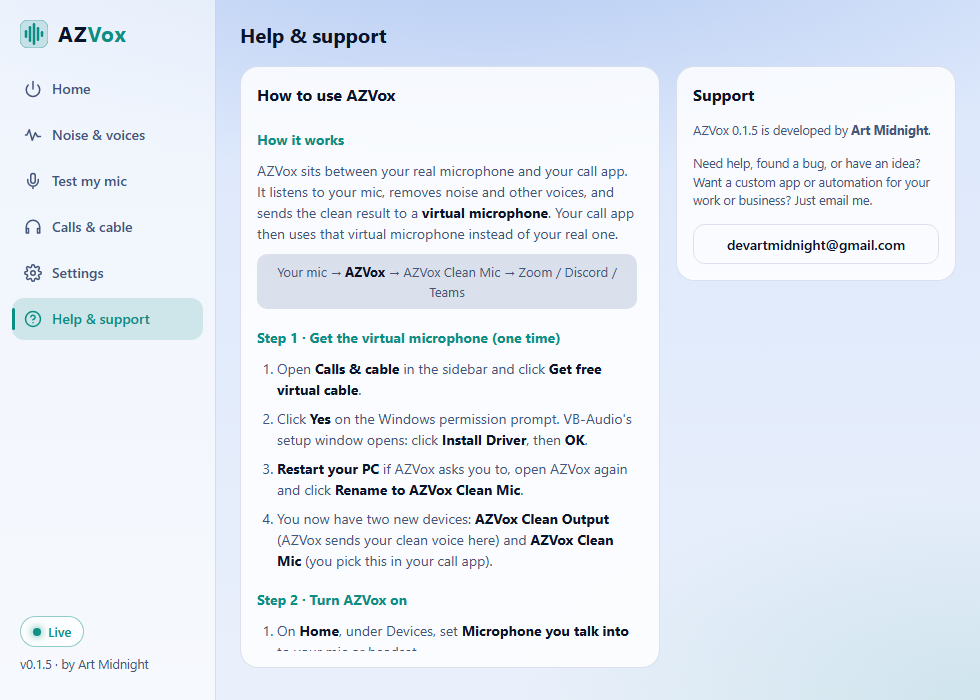 AZVox
Home
Noise & voices
Test my mic
Calls & cable
Settings
Help & support
Live
v0.1.5 · by Art Midnight
Help & support
How to use AZVox
How it works
AZVox sits between your real microphone and your call app.
It listens to your mic, removes noise and other voices, and
sends the clean result to a virtual microphone. Your call app
then uses that virtual microphone instead of your real one.
Your mic → AZVox → AZVox Clean Mic → Zoom / Discord /
Teams
Step 1 · Get the virtual microphone (one time)
1. Open Calls & cable in the sidebar and click Get free
virtual cable.
2. Click Yes on the Windows permission prompt. VB-Audio's
setup window opens: click Install Driver, then OK.
3. Restart your PC if AZVox asks you to, open AZVox again
and click Rename to AZVox Clean Mic.
4. You now have two new devices: AZVox Clean Output
(AZVox sends your clean voice here) and AZVox Clean
Mic (you pick this in your call app).
Step 2 · Turn AZVox on
1. On Home, under Devices, set Microphone you talk into
to your mic or headset.
Support
AZVox 0.1.5 is developed by Art Midnight.
Need help, found a bug, or have an idea?
Want a custom app or automation for your
work or business? Just email me.
devartmidnight@gmail.com